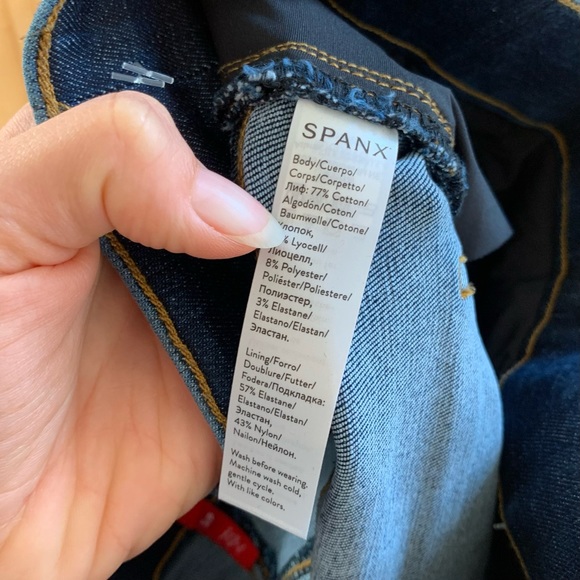 SPANX
Body/Cuerpo/
Corps/Corpetto/
Лиф: 77% Cotton/
Algodón/Coton/
Baumwolle/Cotone/
Lyocell/
Лиоцелл,
8% Polyester/
Poliéster/Poliestere/
Полиэстер,
3% Elastane/
Elastano/Elastan/
Эластан.
Lining/Forro/
Doublure/Futter/
Fodera/Подкладка:
57% Elastane/
Elastano/Elastan/
Эластан,
43% Nylon/
Nailon/Нейлон.
Wash before wearing.
Machine wash cold,
gentle cycle.
With like colors.